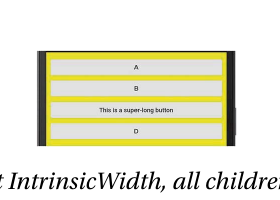 A
B
This is a super-long button
D
IntrinsicWidth, all children